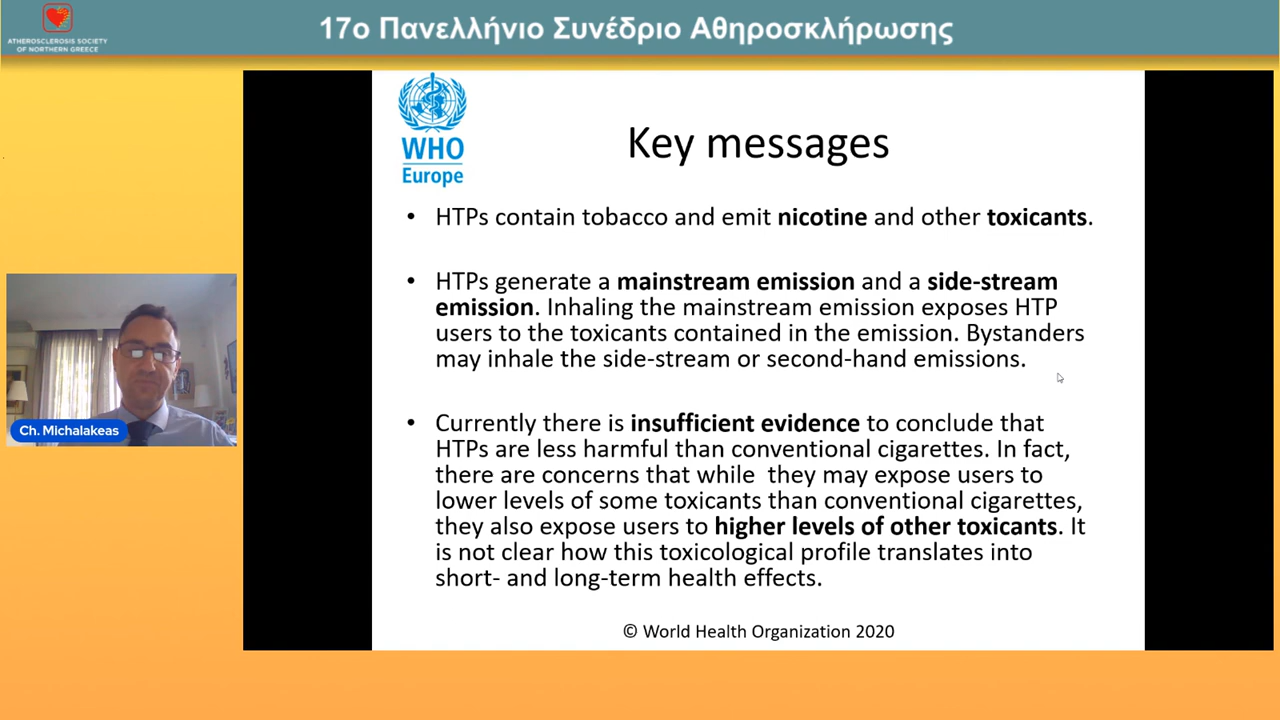 17ο Πανελλήνιο Συνέδριο Αθηροσκλήρωσης
ATHEROSCLEROSIS SOCIETY
OF NORTHERN GREECE
WHO
Europe
Key messages
• HTPs contain tobacco and emit nicotine and other toxicants.
• HTPs generate a mainstream emission and a side-stream
emission. Inhaling the mainstream emission exposes HTP
users to the toxicants contained in the emission. Bystanders
may inhale the side-stream or second-hand emissions.
• Currently there is insufficient evidence to conclude that
HTPs are less harmful than conventional cigarettes. In fact,
there are concerns that while  they may expose users to
lower levels of some toxicants than conventional cigarettes,
they also expose users to higher levels of other toxicants. It
is not clear how this toxicological profile translates into
short- and long-term health effects.
© World Health Organization 2020
Ch. Michalakeas